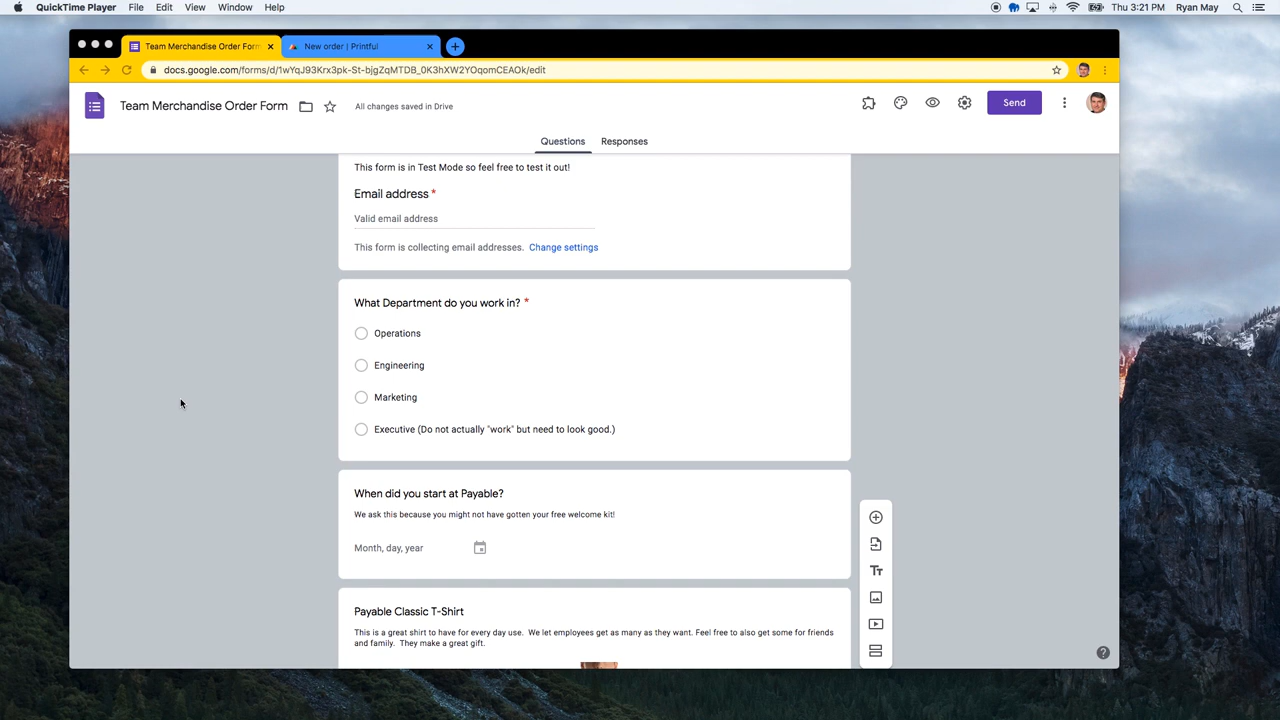 QuickTime Player File Edit View Window Help Thu 3:21 PM Ryan May
Team Merchandise Order Form New order | Printful
docs.google.com/forms/d/1wYqJ93Krx3pk-St-bjgZqMTDB_0K3hXW2YOqomCEAOk/edit
Team Merchandise Order Form All changes saved in Drive Send
Questions Responses
This form is in Test Mode so feel free to test it out!
Email address *
Valid email address
This form is collecting email addresses. Change settings
What Department do you work in? *
Operations
Engineering
Marketing
Executive (Do not actually "work" but need to look good.)
When did you start at Payable?
We ask this because you might not have gotten your free welcome kit!
Month, day, year
Payable Classic T-Shirt
This is a great shirt to have for every day use. We let employees get as many as they want. Feel free to also get some for friends
and family. They make a great gift.